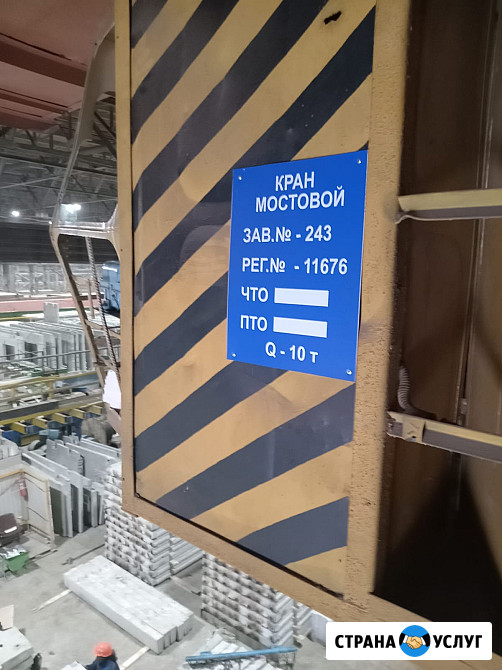 КРАН
МОСТОВОЙ
ЗАВ.№ - 243
РЕГ.№ - 11676
ЧТО
ПТО
Q - 10 т
СТРАНА УСЛУГ